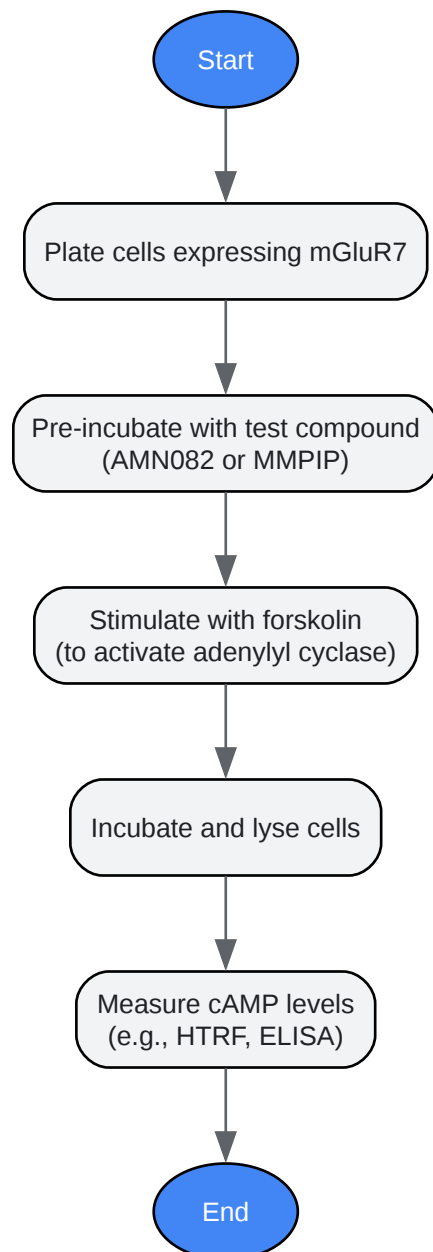 Start
Plate cells expressing mGluR7
Pre-incubate with test compound
(AMN082 or MMPIP)
Stimulate with forskolin
(to activate adenylyl cyclase)
Incubate and lyse cells
Measure cAMP levels
(e.g., HTRF, ELISA)
End